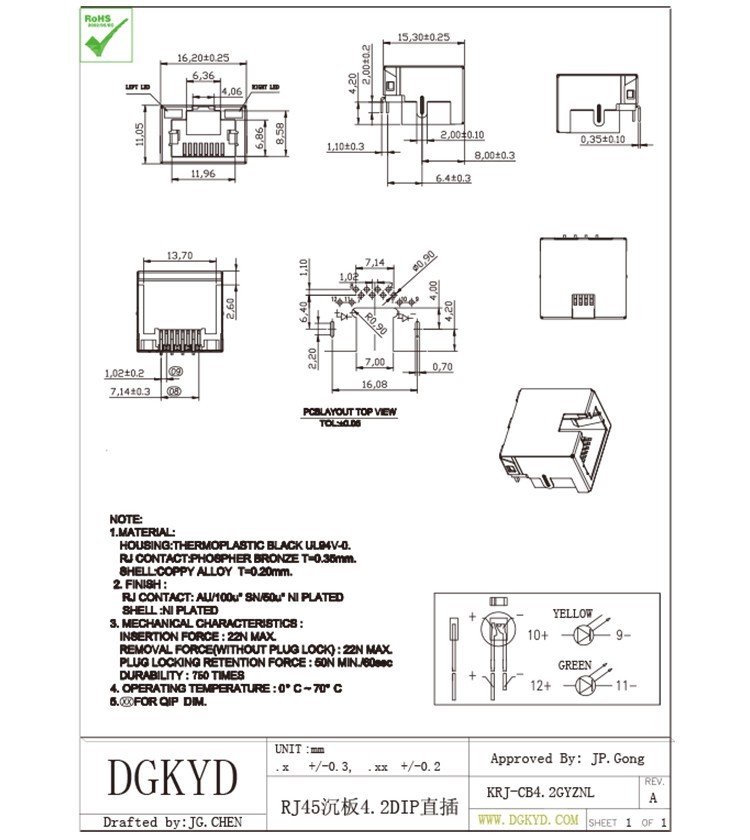 RoHS
15,30±0.25
16,20±0.25
6,36
4,06
LEFT LED
RIGHT LED
11,05
6,86
8,58
11,96
2,00±0.2
4,20
2,00±0.10
1,10±0.3
8,00±0.3
6.4±0.3
0,35±0.10
13,70
2,60
1,02±0.2
09
7,14±0.3
08
7,14
ø0,90
1,10
1,02
6,40
4,00
4,20
R0,90
2,20
7,00
0,70
16,08
PCBLAYOUT TOP VIEW
TOL:±0.05
NOTE:
1.MATERIAL:
HOUSING:THERMOPLASTIC BLACK UL94V-0.
RJ CONTACT:PHOSPHER BRONZE T=0.35mm.
SHELL:COPPY ALLOY T=0.20mm.
2. FINISH :
RJ CONTACT: AU/100u" SN/50u" NI PLATED
SHELL :NI PLATED
3. MECHANICAL CHARACTERISTICS :
INSERTION FORCE : 22N MAX.
REMOVAL FORCE(WITHOUT PLUG LOCK) : 22N MAX.
PLUG LOCKING RETENTION FORCE : 50N MIN./60sec
DURABILITY : 750 TIMES
4. OPERATING TEMPERATURE : 0° C ~ 70° C
5.ⓍⓍFOR QIP DIM.
+ -
+ -
YELLOW
10+ 9-
GREEN
12+ 11-
DGKYD
Drafted by:JG.CHEN
UNIT :mm
.x +/-0.3, .xx +/-0.2
RJ45沉板4.2DIP直插
Approved By: JP.Gong
KRJ-CB4.2GYZNL
REV.
A
WWW.DGKYD.COM
SHEET 1 OF 1